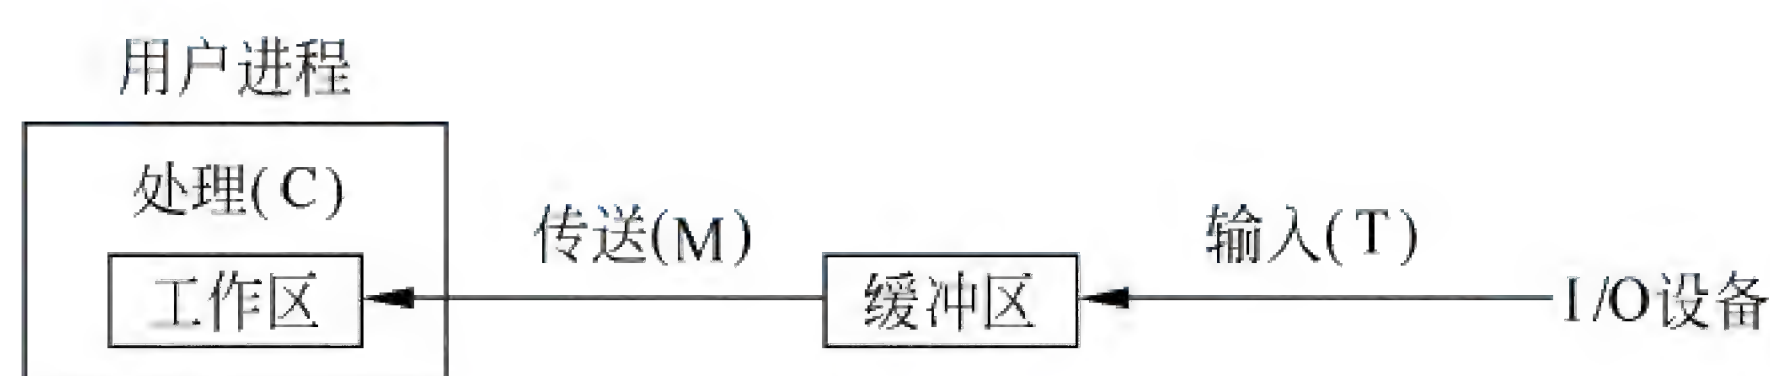 用户进程
处理(C)
传送(M)
输入(T)
工作区
缓冲区
I/O设备